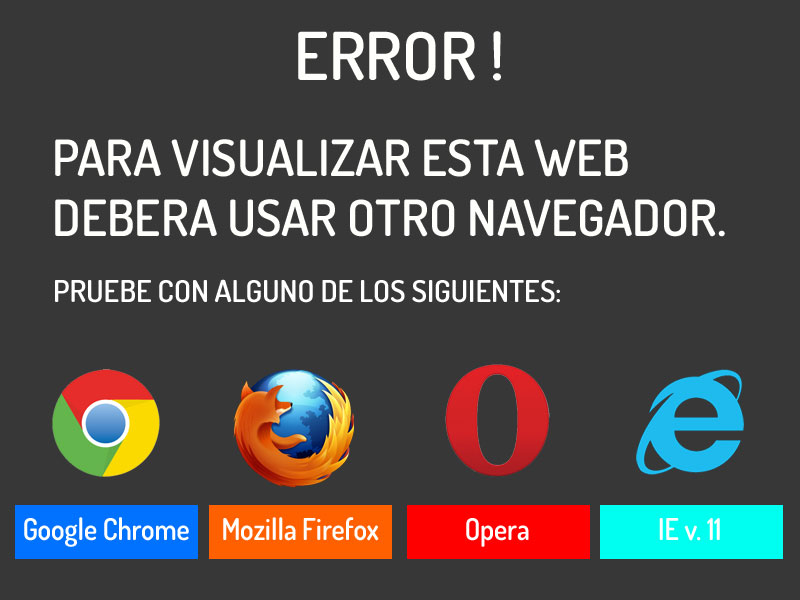 ERROR !
PARA VISUALIZAR ESTA WEB
DEBERA USAR OTRO NAVEGADOR.
PRUEBE CON ALGUNO DE LOS SIGUIENTES:
Google Chrome
Mozilla Firefox
Opera
IE v. 11